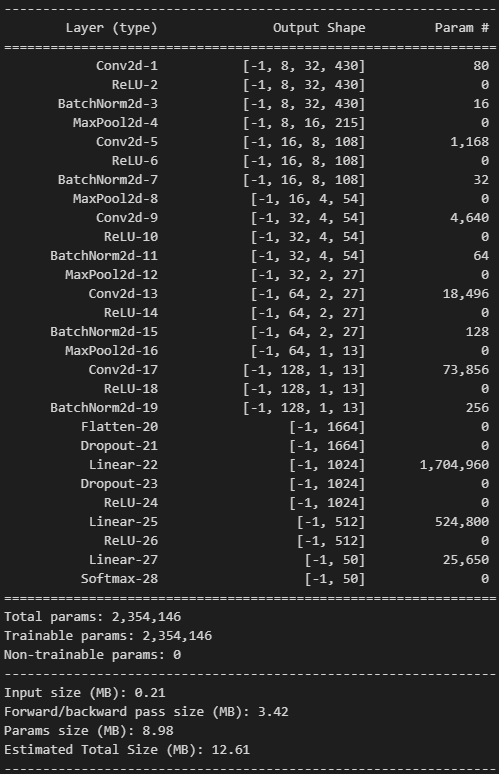 ----------------------------------------------------------------
        Layer (type)               Output Shape         Param #
================================================================
            Conv2d-1           [-1, 8, 32, 430]              80
              ReLU-2           [-1, 8, 32, 430]               0
       BatchNorm2d-3           [-1, 8, 32, 430]              16
         MaxPool2d-4           [-1, 8, 16, 215]               0
            Conv2d-5           [-1, 16, 8, 108]           1,168
              ReLU-6           [-1, 16, 8, 108]               0
       BatchNorm2d-7           [-1, 16, 8, 108]              32
         MaxPool2d-8            [-1, 16, 4, 54]               0
            Conv2d-9            [-1, 32, 4, 54]           4,640
             ReLU-10            [-1, 32, 4, 54]               0
      BatchNorm2d-11            [-1, 32, 4, 54]              64
        MaxPool2d-12            [-1, 32, 2, 27]               0
           Conv2d-13            [-1, 64, 2, 27]          18,496
             ReLU-14            [-1, 64, 2, 27]               0
      BatchNorm2d-15            [-1, 64, 2, 27]             128
        MaxPool2d-16            [-1, 64, 1, 13]               0
           Conv2d-17           [-1, 128, 1, 13]          73,856
             ReLU-18           [-1, 128, 1, 13]               0
      BatchNorm2d-19           [-1, 128, 1, 13]             256
          Flatten-20                 [-1, 1664]               0
          Dropout-21                 [-1, 1664]               0
           Linear-22                 [-1, 1024]       1,704,960
          Dropout-23                 [-1, 1024]               0
             ReLU-24                 [-1, 1024]               0
           Linear-25                  [-1, 512]         524,800
             ReLU-26                  [-1, 512]               0
           Linear-27                   [-1, 50]          25,650
          Softmax-28                   [-1, 50]               0
================================================================
Total params: 2,354,146
Trainable params: 2,354,146
Non-trainable params: 0
----------------------------------------------------------------
Input size (MB): 0.21
Forward/backward pass size (MB): 3.42
Params size (MB): 8.98
Estimated Total Size (MB): 12.61
----------------------------------------------------------------